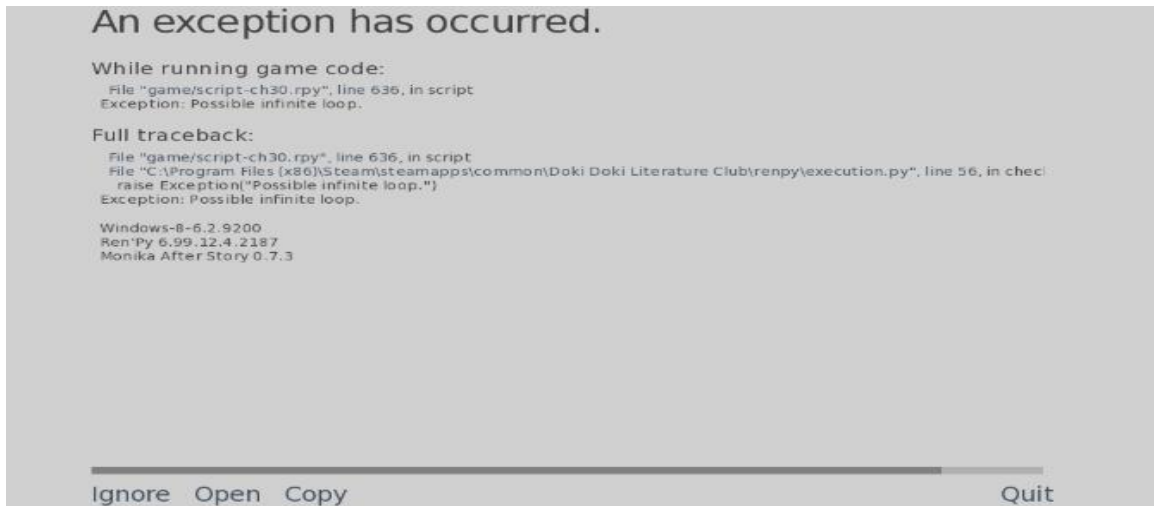 An exception has occurred.
While running game code:
File "game/script-ch30.rpy", line 636, in script
Exception: Possible infinite loop.
Full traceback:
File "game/script-ch30.rpy", line 636, in script
File "C:\Program Files (x86)\Steam\steamapps\common\Doki Doki Literature Club\renpy\execution.py", line 56, in chec
raise Exception("Possible infinite loop.")
Exception: Possible infinite loop.
Windows-8-6.2.9200
Ren'Py 6.99.12.4.2187
Monika After Story 0.7.3
Ignore Open Copy Quit